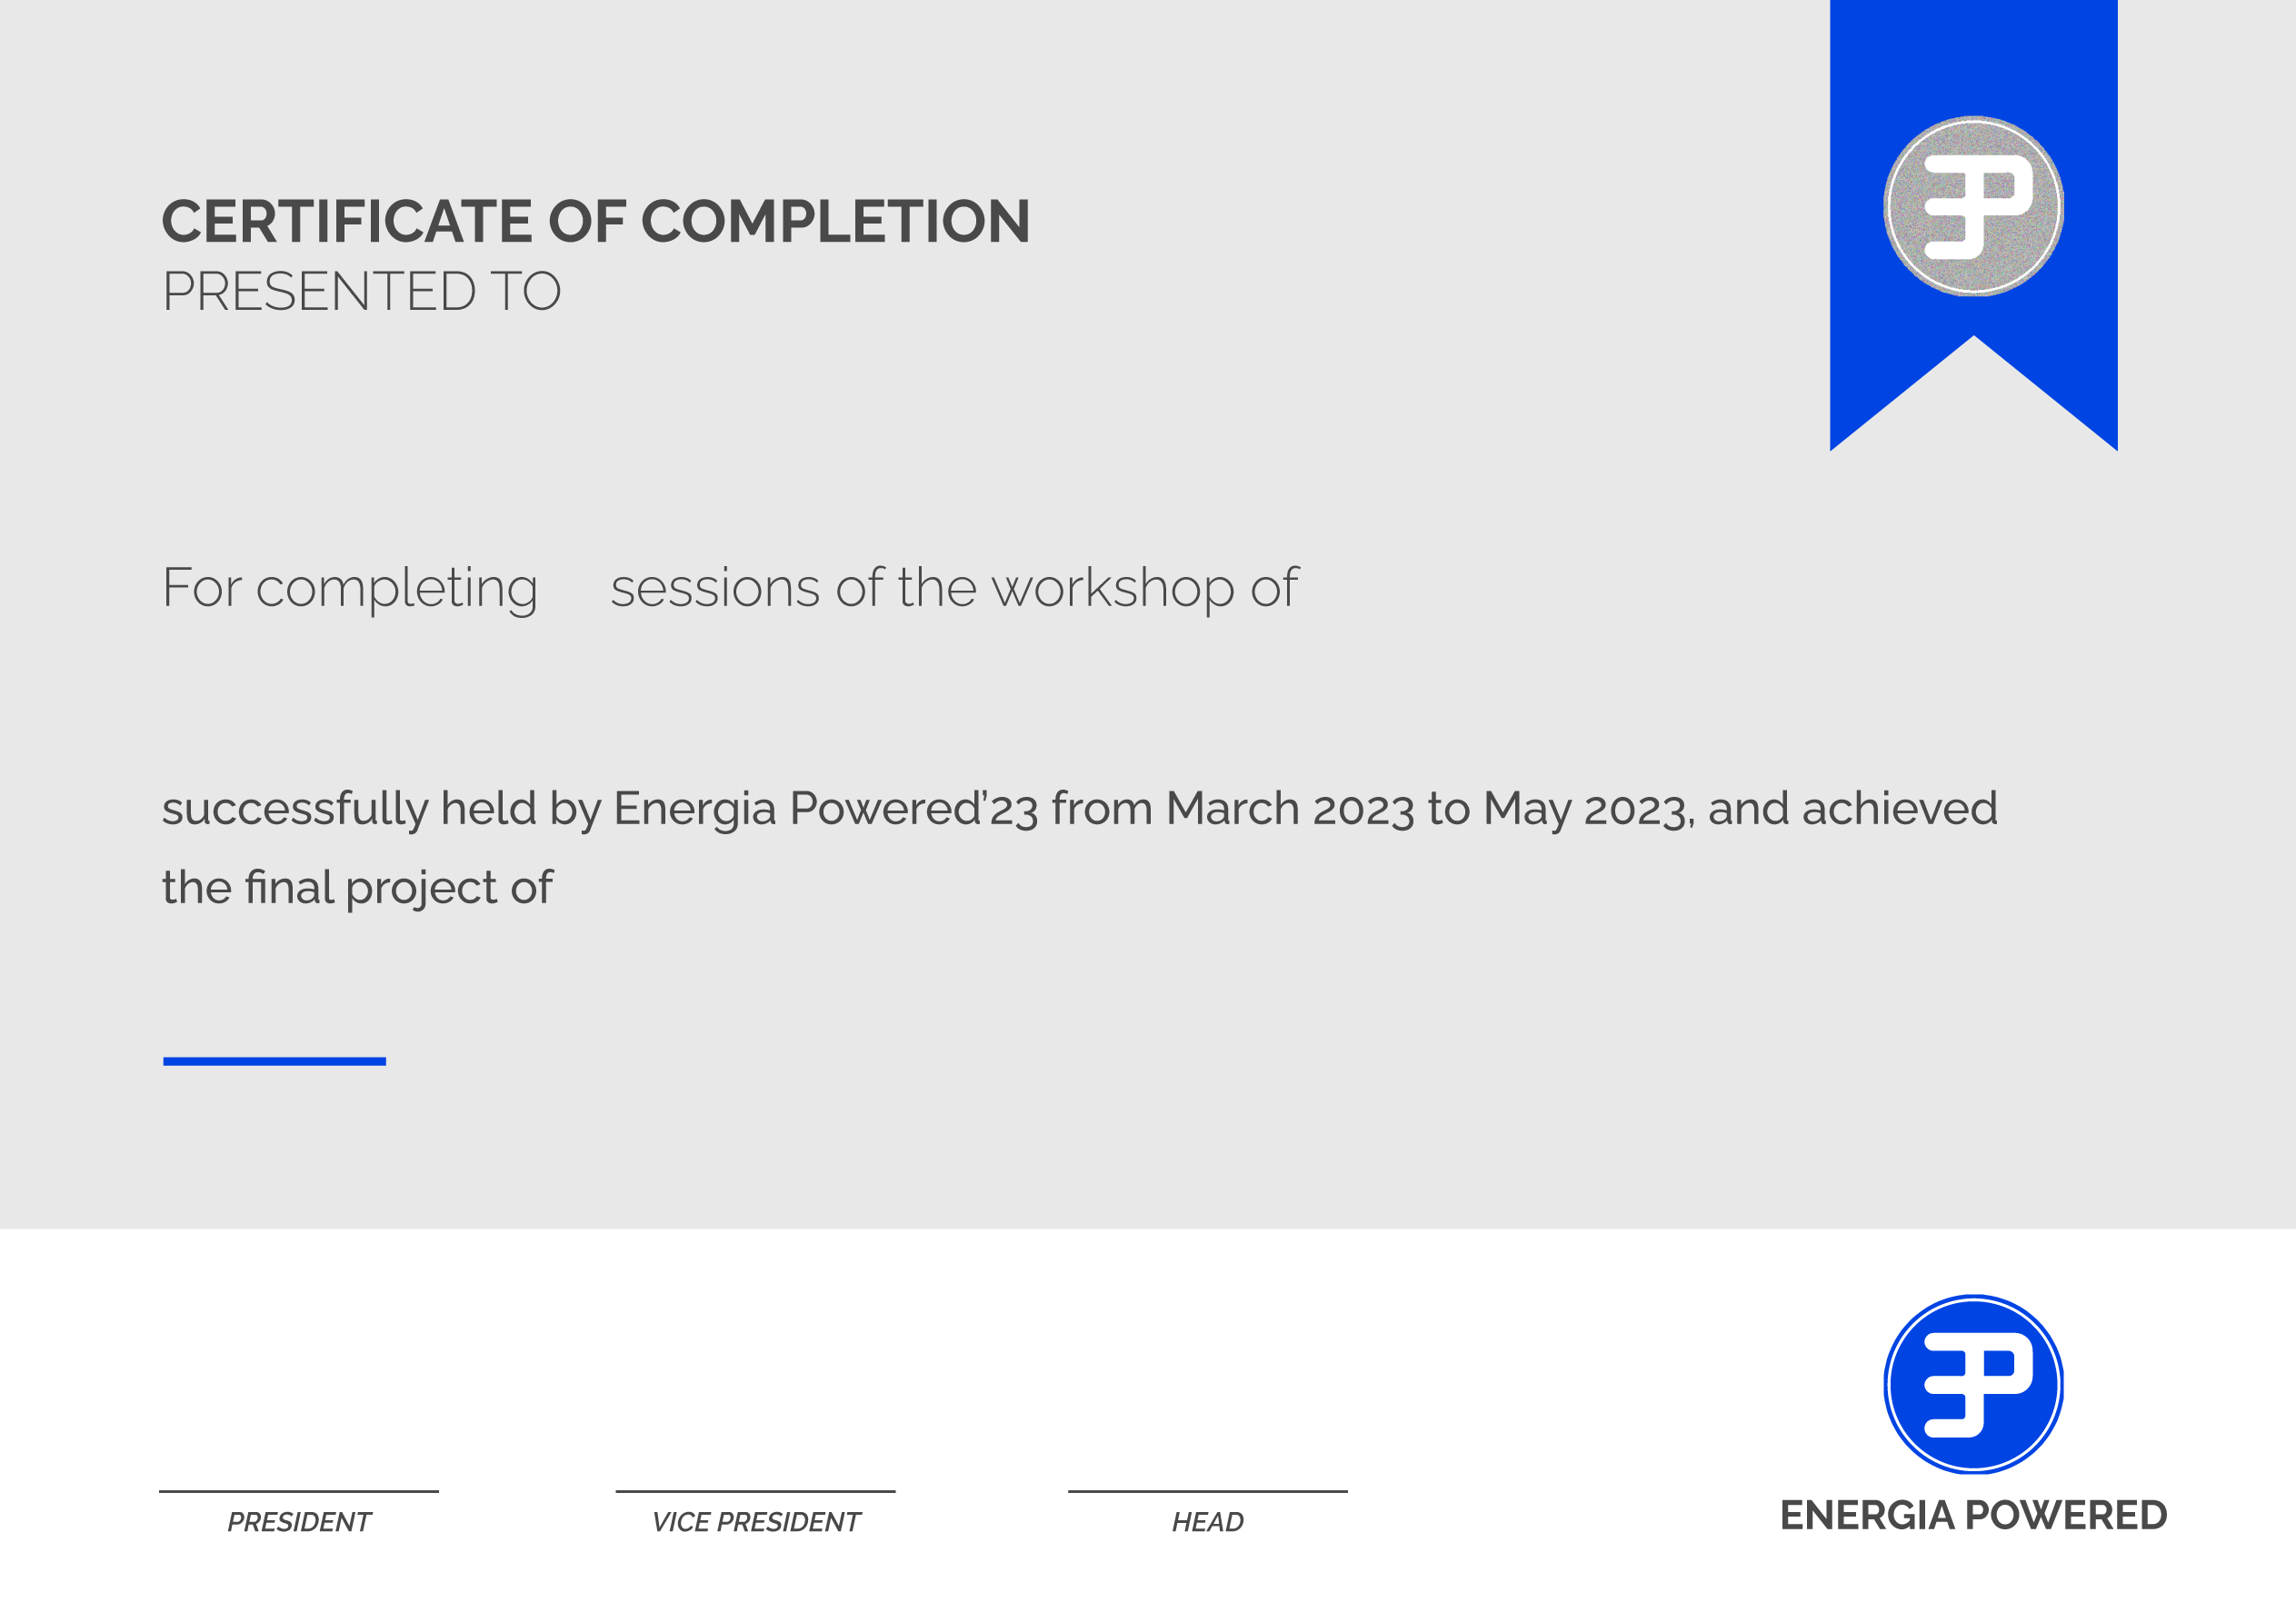 CERTIFICATE OF COMPLETION
PRESENTED TO
For completing sessions of the workshop of
successfully held by Energia Powered’23 from March 2023 to May 2023, and achieved
the final project of
PRESIDENT
VICE PRESIDENT
HEAD
ENERGIA POWERED